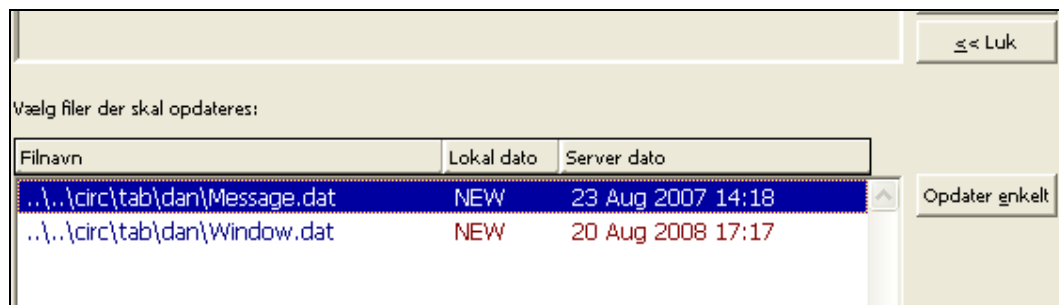 << Luk
Vælg filer der skal opdateres:
Filnavn Lokal dato Server dato
..\..\circ\tab\dan\Message.dat NEW 23 Aug 2007 14:18
..\..\circ\tab\dan\Window.dat NEW 20 Aug 2008 17:17
Opdater enkelt